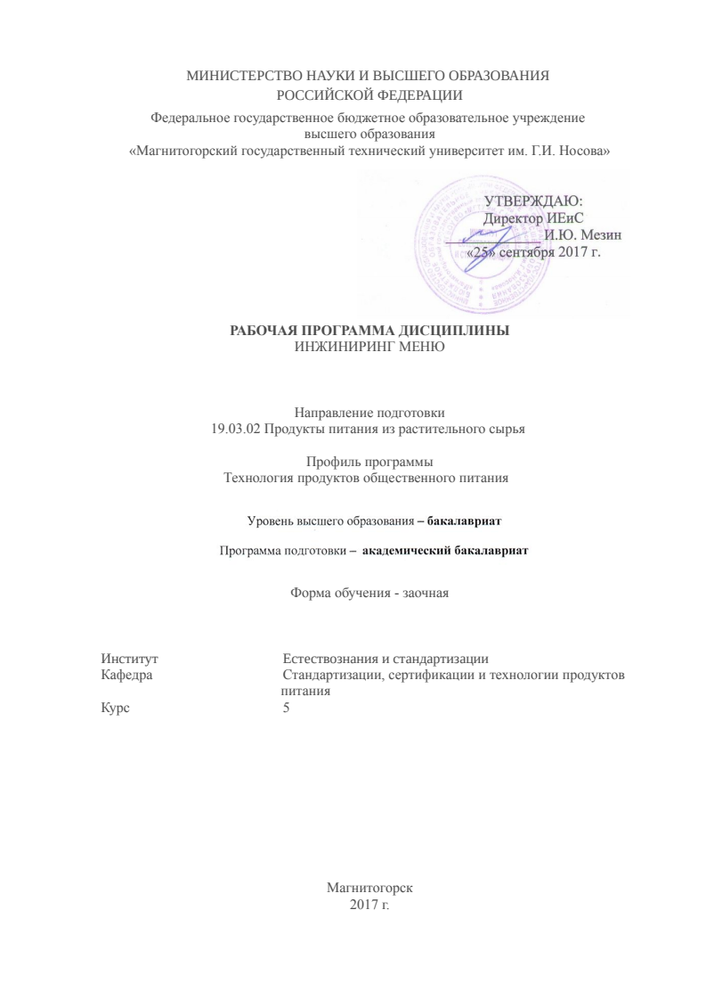 МИНИСТЕРСТВО НАУКИ И ВЫСШЕГО ОБРАЗОВАНИЯ
РОССИЙСКОЙ ФЕДЕРАЦИИ
Федеральное государственное бюджетное образовательное учреждение
высшего образования
«Магнитогорский государственный технический университет им. Г.И. Носова»
УТВЕРЖДАЮ:
Директор ИЕиС
И.Ю. Мезин
«25» сентября 2017 г.
РАБОЧАЯ ПРОГРАММА ДИСЦИПЛИНЫ
ИНЖИНИРИНГ МЕНЮ
Направление подготовки
19.03.02 Продукты питания из растительного сырья
Профиль программы
Технология продуктов общественного питания
Уровень высшего образования – бакалавриат
Программа подготовки – академический бакалавриат
Форма обучения - заочная
Институт Естествознания и стандартизации
Кафедра Стандартизации, сертификации и технологии продуктов
питания
Курс 5
Магнитогорск
2017 г.